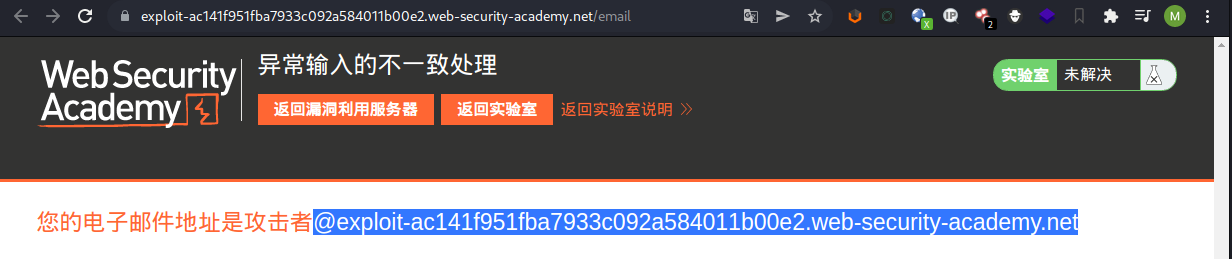 exploit-ac141f951fba7933c092a584011b00e2.web-security-academy.net/email
X
IP
2
M
Web Security
Academy
异常输入的不一致处理
实验室 未解决
返回漏洞利用服务器 返回实验室 返回实验室说明 >>
您的电子邮件地址是攻击者@exploit-ac141f951fba7933c092a584011b00e2.web-security-academy.net